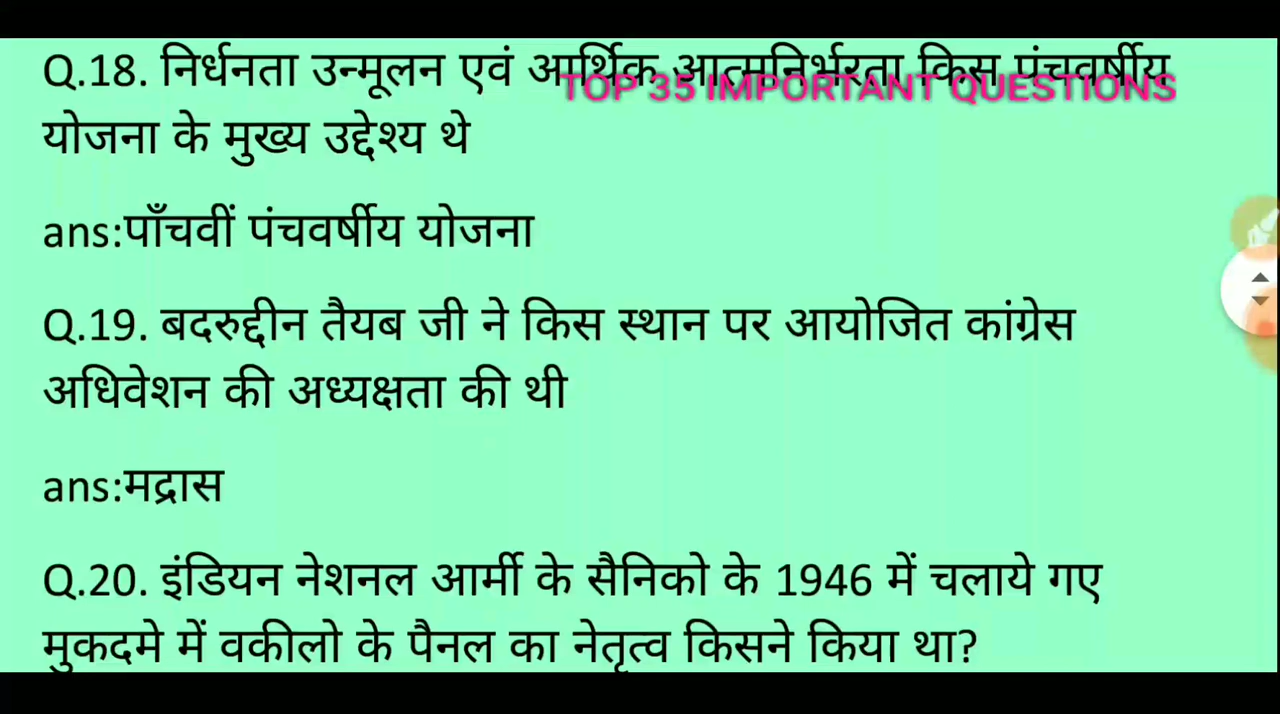 Q.18. निर्धनता उन्मूलन एवं आर्थिक आत्मनिर्भरता किस पंचवर्षीय
TOP 35 IMPORTANT QUESTIONS
योजना के मुख्य उद्देश्य थे
ans:पाँचवीं पंचवर्षीय योजना
Q.19. बदरुद्दीन तैयब जी ने किस स्थान पर आयोजित कांग्रेस
अधिवेशन की अध्यक्षता की थी
ans:मद्रास
Q.20. इंडियन नेशनल आर्मी के सैनिको के 1946 में चलाये गए
मुकदमे में वकीलो के पैनल का नेतृत्व किसने किया था?